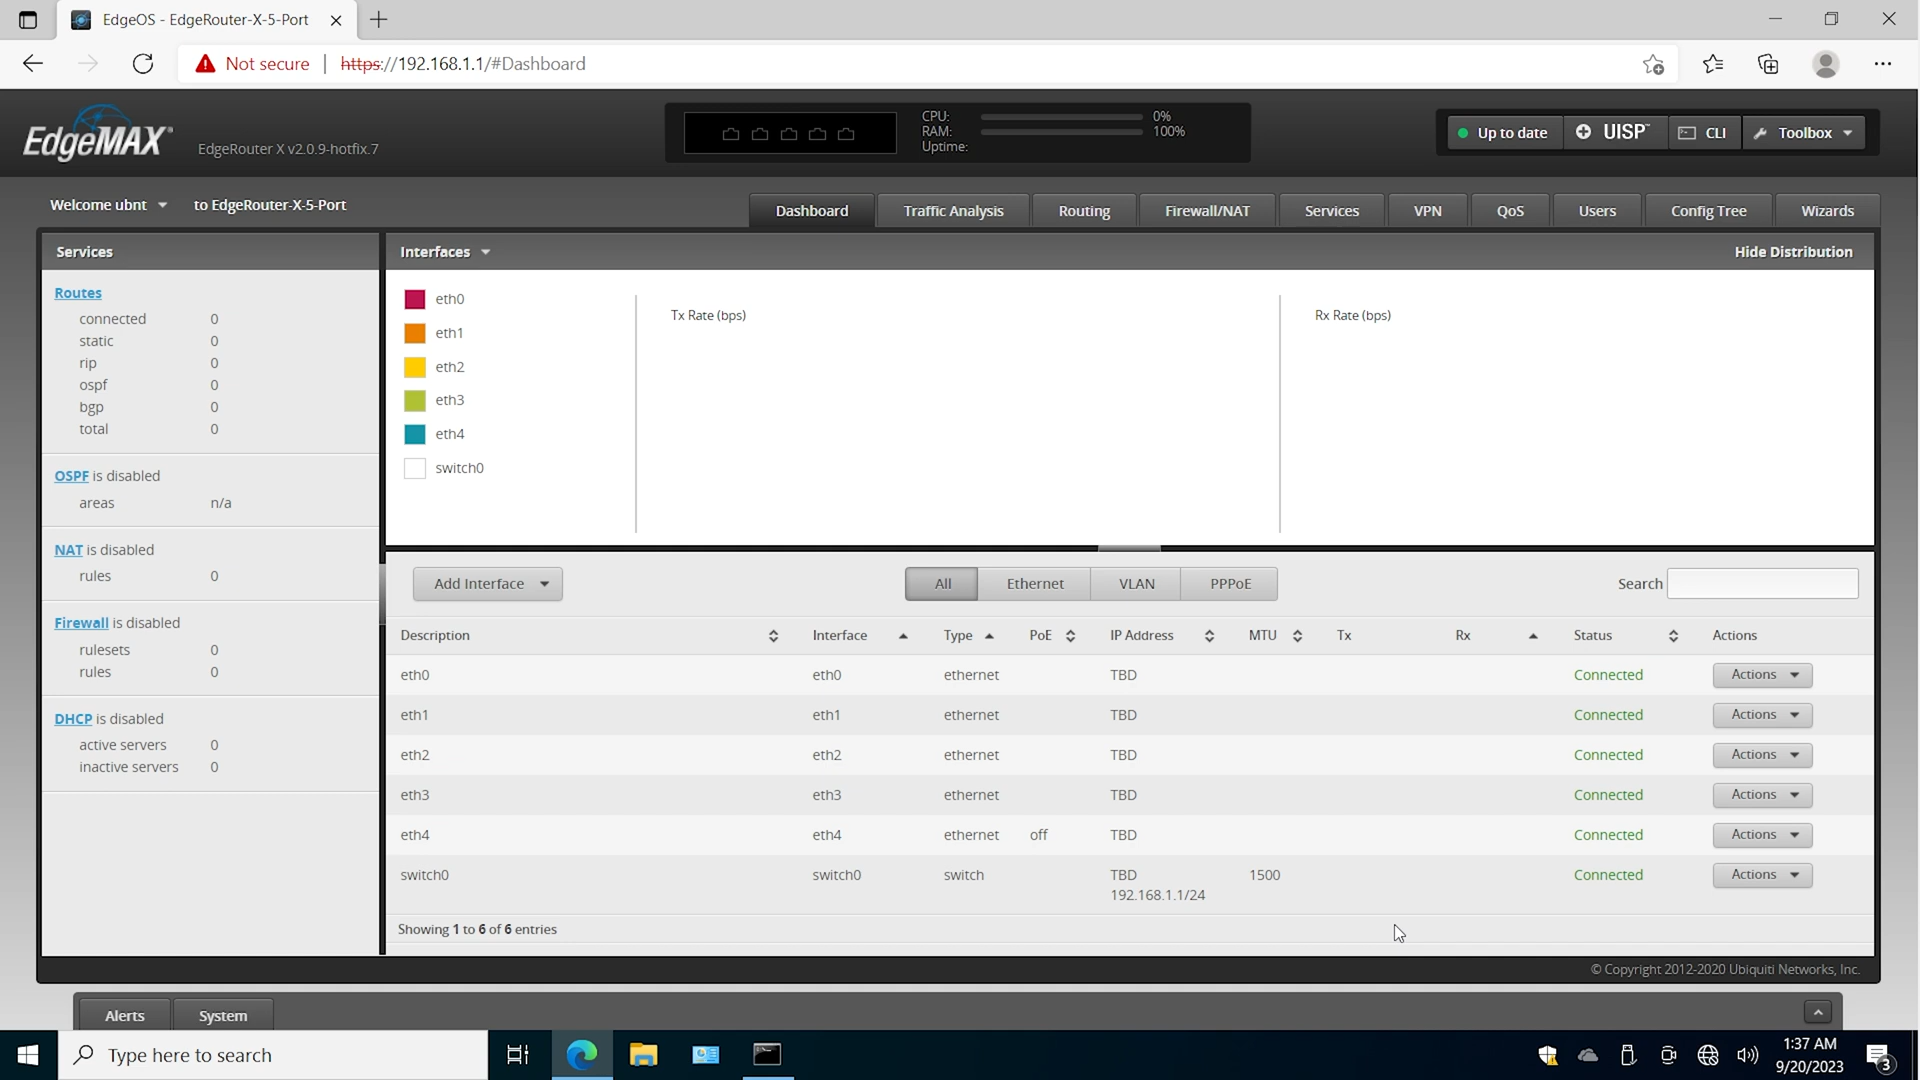 EdgeOS - EdgeRouter-X-5-Port
Not secure | https://192.168.1.1/#Dashboard
EdgeMAX
EdgeRouter X v2.0.9-hotfix.7
CPU: 0%
RAM: 100%
Uptime:
Up to date
UISP™
CLI
Toolbox
Welcome ubnt
to EdgeRouter-X-5-Port
Dashboard
Traffic Analysis
Routing
Firewall/NAT
Services
VPN
QoS
Users
Config Tree
Wizards
Services
Routes
connected 0
static 0
rip 0
ospf 0
bgp 0
total 0
OSPF is disabled
areas n/a
NAT is disabled
rules 0
Firewall is disabled
rulesets 0
rules 0
DHCP is disabled
active servers 0
inactive servers 0
Interfaces
Hide Distribution
eth0
eth1
eth2
eth3
eth4
switch0
Tx Rate (bps)
Rx Rate (bps)
Add Interface
All
Ethernet
VLAN
PPPoE
Search
Description Interface Type PoE IP Address MTU Tx Rx Status Actions
eth0 eth0 ethernet TBD Connected Actions
eth1 eth1 ethernet TBD Connected Actions
eth2 eth2 ethernet TBD Connected Actions
eth3 eth3 ethernet TBD Connected Actions
eth4 eth4 ethernet off TBD Connected Actions
switch0 switch0 switch TBD 1500 Connected Actions
192.168.1.1/24
Showing 1 to 6 of 6 entries
© Copyright 2012-2020 Ubiquiti Networks, Inc.
Alerts
System
Type here to search
1:37 AM
9/20/2023
3